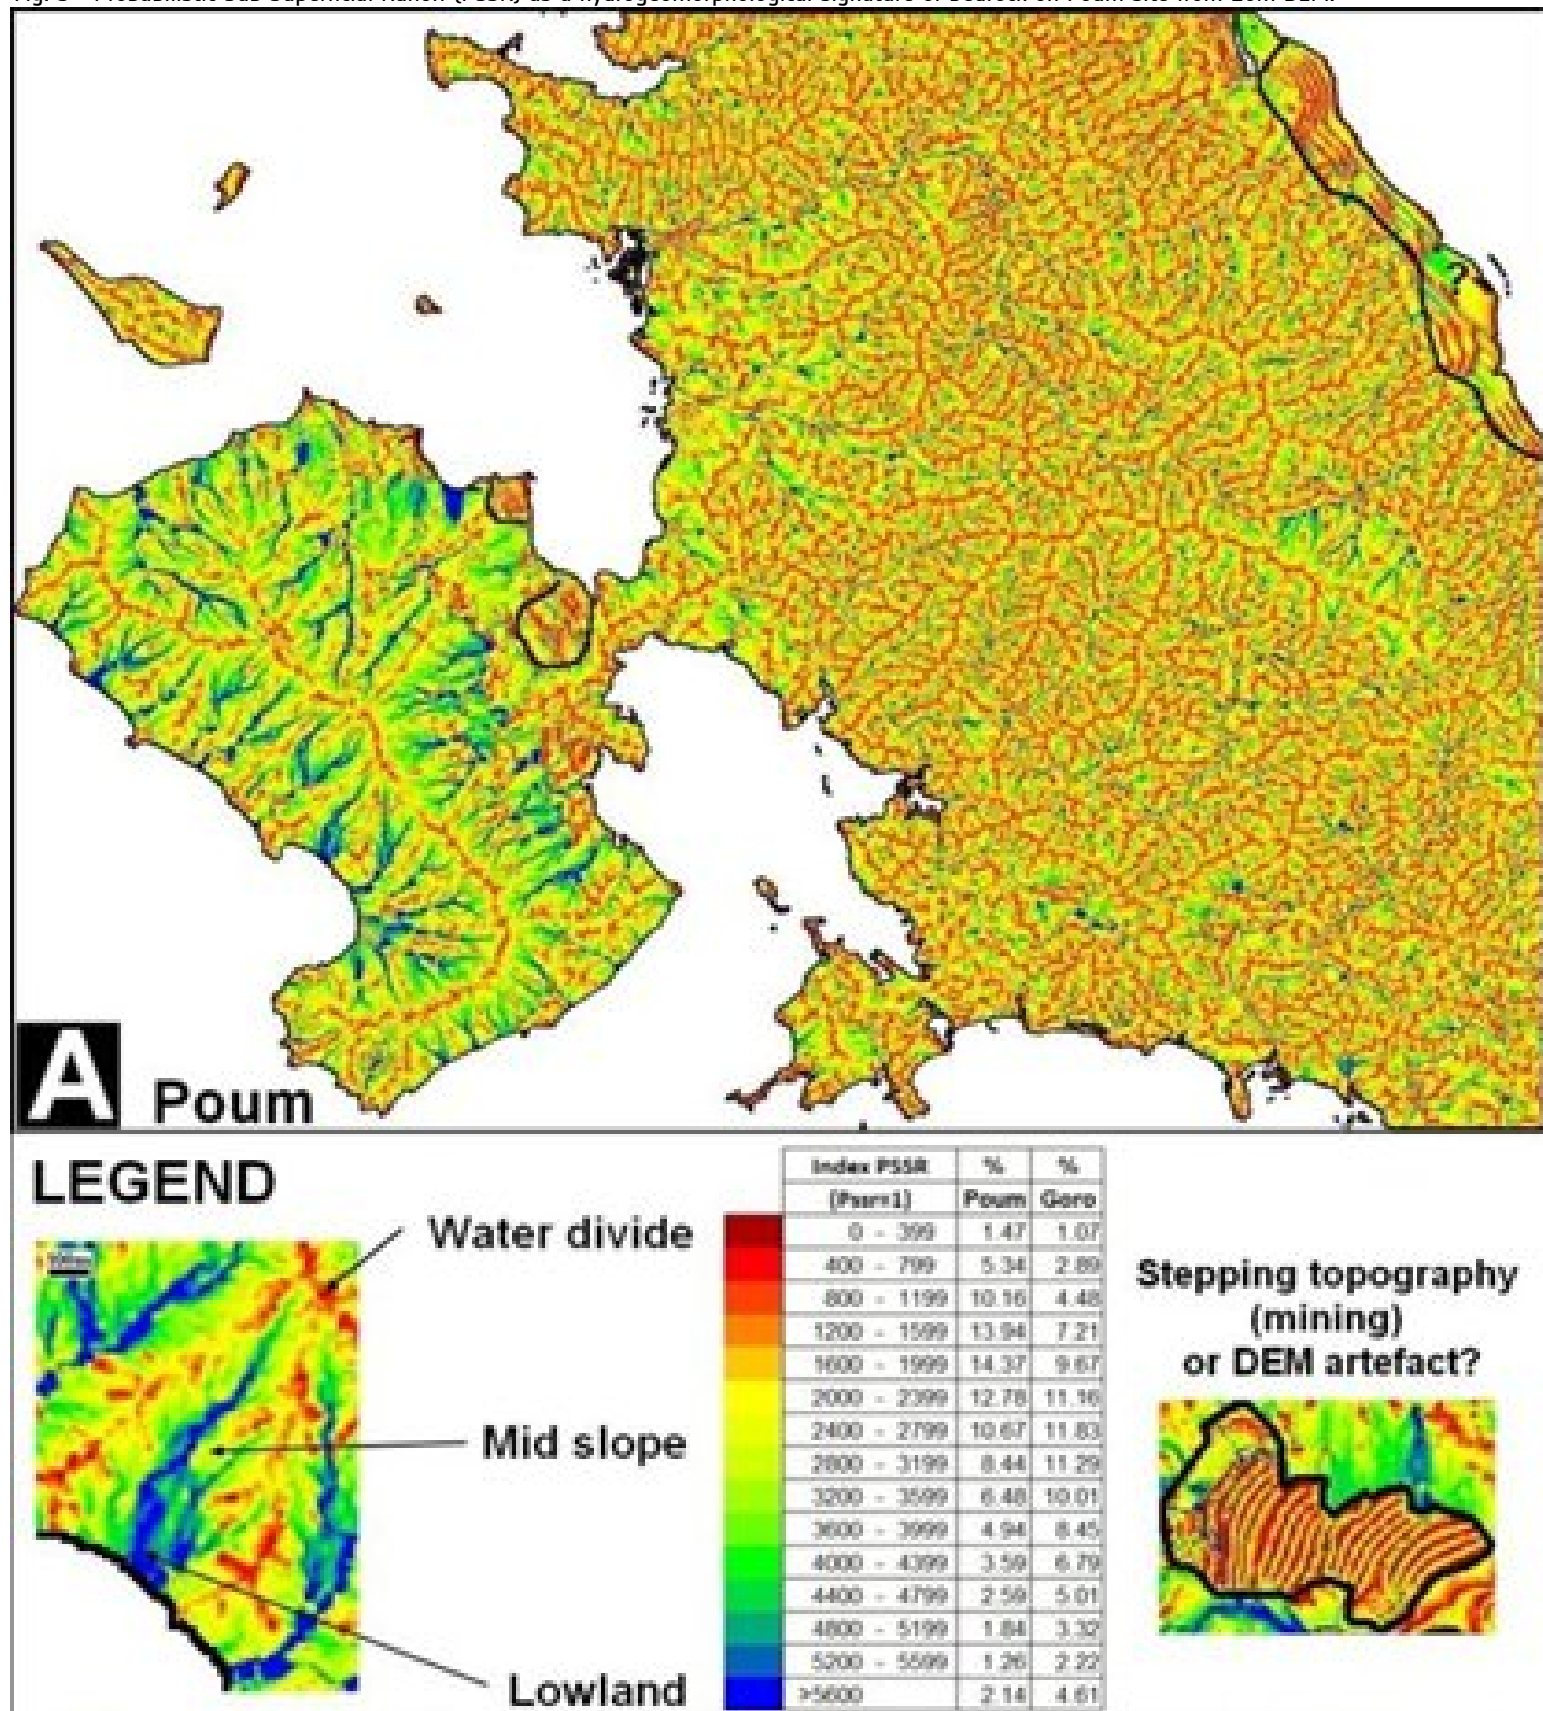 A Poum
LEGEND
Water divide
Mid slope
Lowland
Index PSSR % %
(Pssr=1) Poum Goro
0 - 399 1.47 1.07
400 - 799 5.34 2.89
800 - 1199 10.16 4.48
1200 - 1599 13.94 7.21
1600 - 1999 14.37 9.67
2000 - 2399 12.78 11.16
2400 - 2799 10.67 11.83
2800 - 3199 8.44 11.29
3200 - 3599 6.48 10.01
3600 - 3999 4.94 8.45
4000 - 4399 3.59 6.79
4400 - 4799 2.59 5.01
4800 - 5199 1.84 3.32
5200 - 5599 1.26 2.22
>5600 2.14 4.61
Stepping topography
(mining)
or DEM artefact?